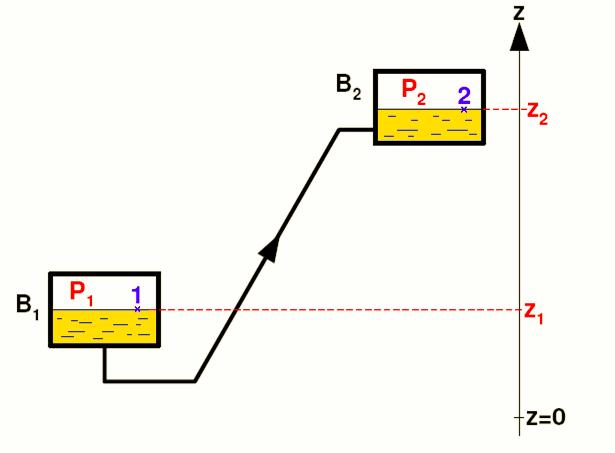 z
B₂
P₂
2
z₂
B₁
P₁
1
z₁
z=0